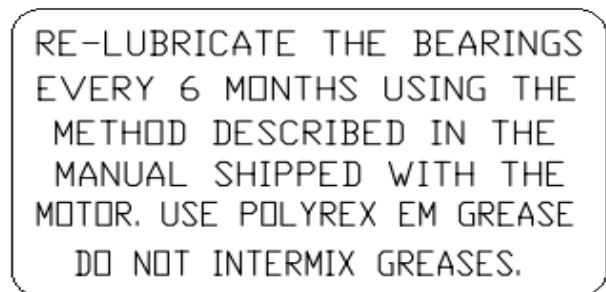 RE-LUBRICATE THE BEARINGS
EVERY 6 MONTHS USING THE
METHOD DESCRIBED IN THE
MANUAL SHIPPED WITH THE
MOTOR. USE POLYREX EM GREASE
DO NOT INTERMIX GREASES.